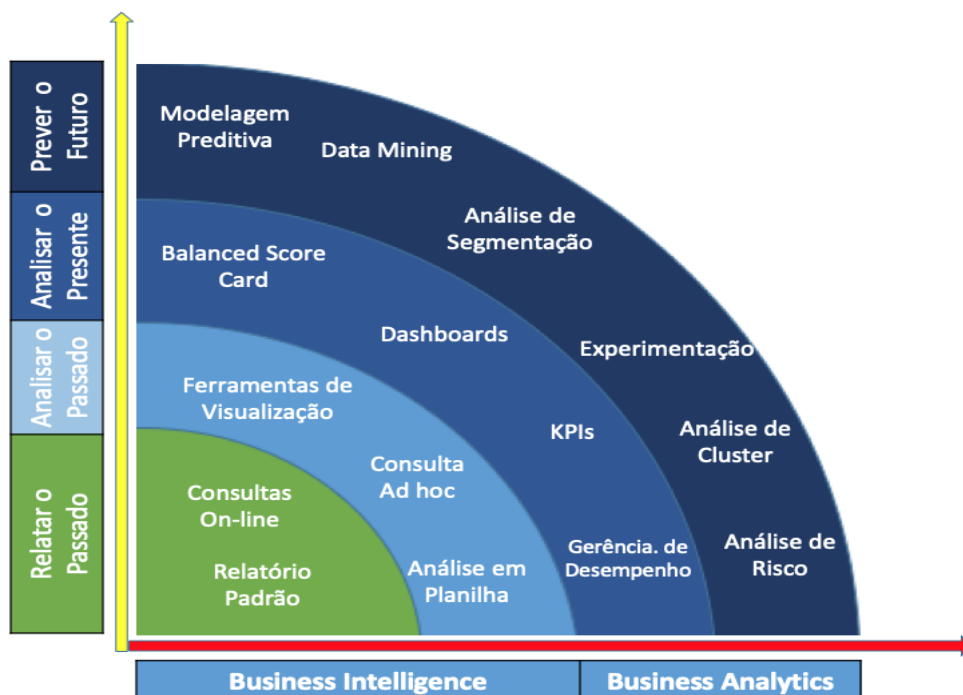 Prever o
Futuro
Analisar o
Presente
Analisar o
Passado
Relatar o
Passado
Modelagem
Preditiva
Data Mining
Análise de
Segmentação
Experimentação
Análise de
Cluster
Análise de
Risco
Balanced Score
Card
Dashboards
KPIs
Gerência. de
Desempenho
Ferramentas de
Visualização
Consulta
Ad hoc
Análise em
Planilha
Consultas
On-line
Relatório
Padrão
Business Intelligence
Business Analytics